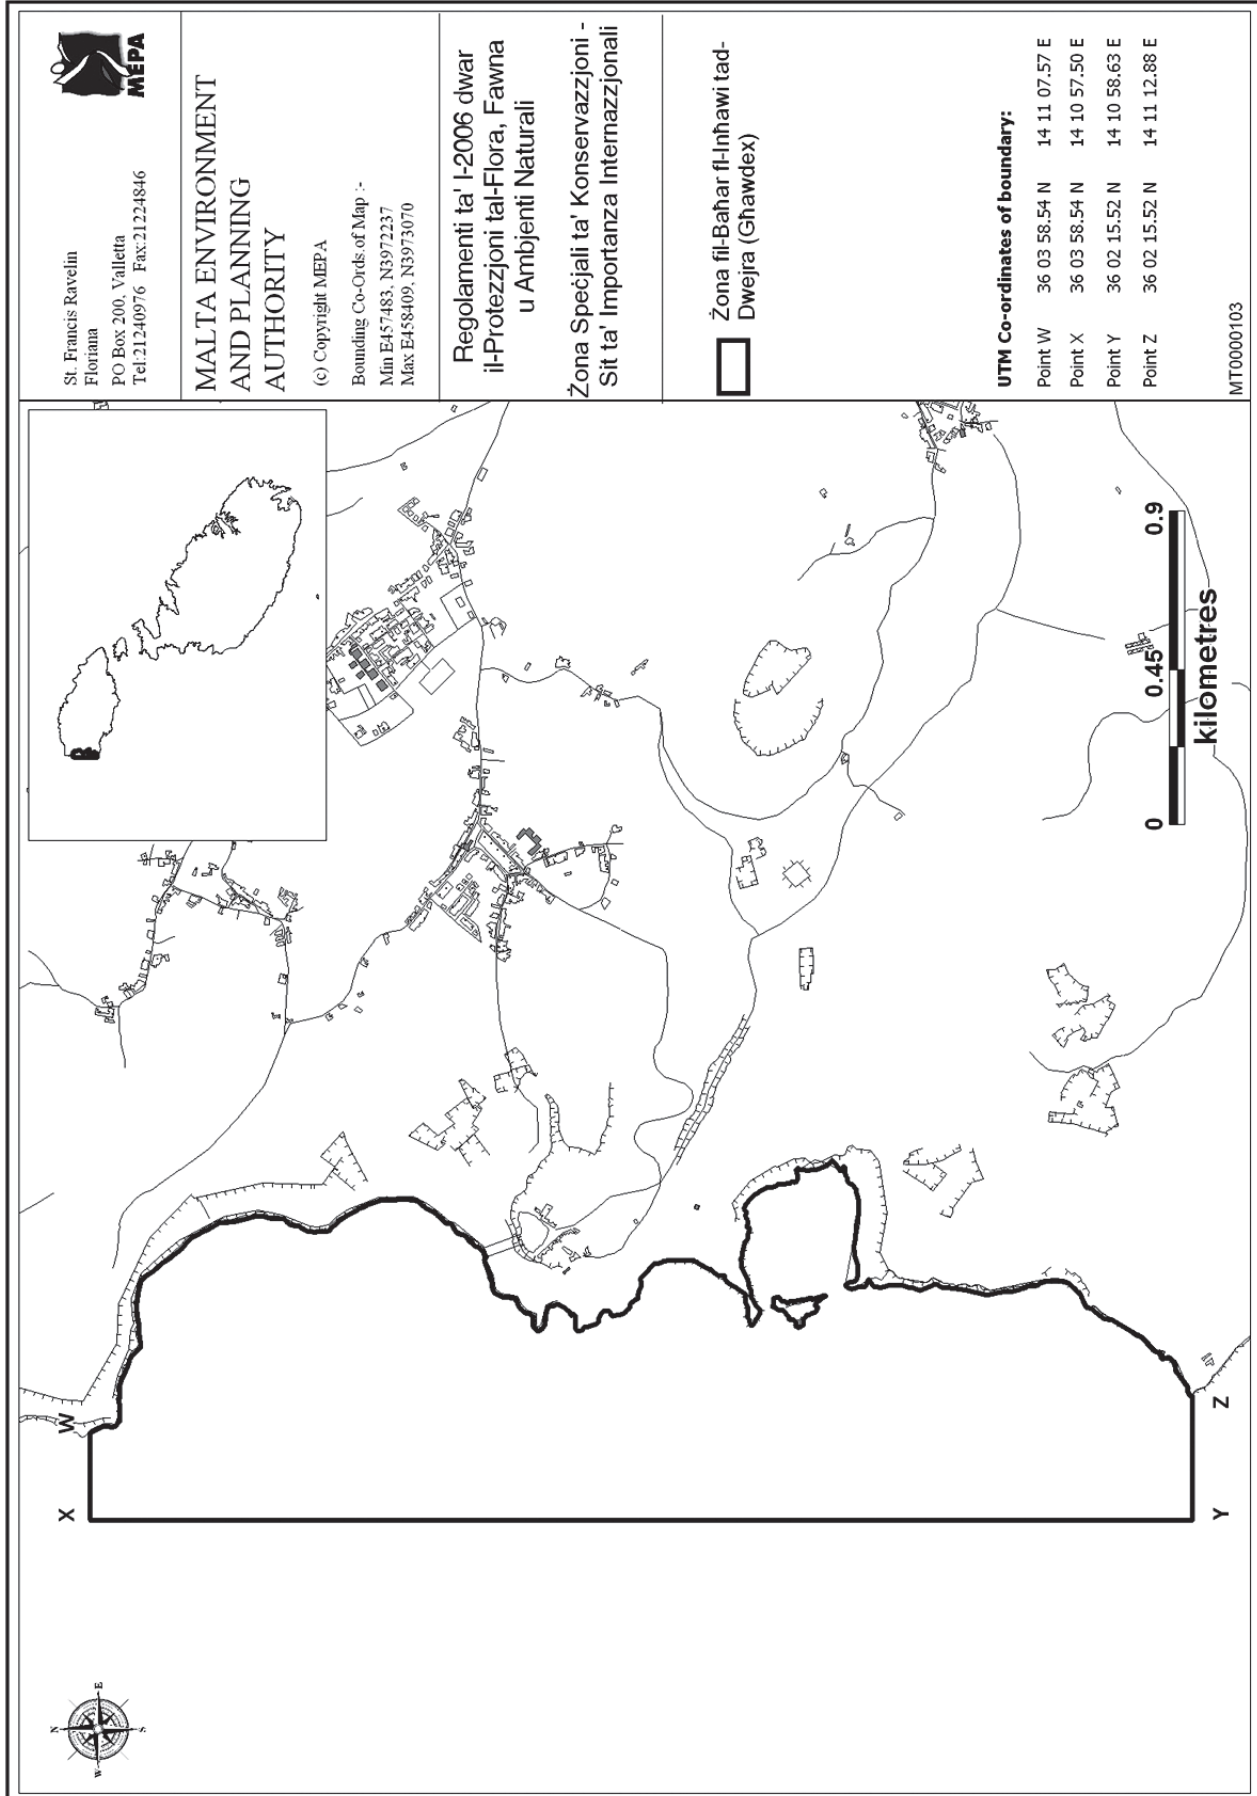 MEPA
St. Francis Ravelin
Floriana
PO Box 200, Valletta
Tel:21240976 Fax:21224846
MALTA ENVIRONMENT
AND PLANNING
AUTHORITY
(c) Copyright MEPA
Bounding Co-Ords.of Map :-
Min E457483, N3972237
Max E458409, N3973070
Regolamenti ta' l-2006 dwar
il-Protezzjoni tal-Flora, Fawna
u Ambjenti Naturali
Żona Speċjali ta' Konservazzjoni -
Sit ta' Importanza Internazzjonali
Żona fil-Baħar fl-Inħawi tad-
Dwejra (Għawdex)
UTM Co-ordinates of boundary:
Point W 36 03 58.54 N 14 11 07.57 E
Point X 36 03 58.54 N 14 10 57.50 E
Point Y 36 02 15.52 N 14 10 58.63 E
Point Z 36 02 15.52 N 14 11 12.88 E
MT0000103
X
W
Y
Z
0 0.45 0.9
kilometres
N
W
E
S